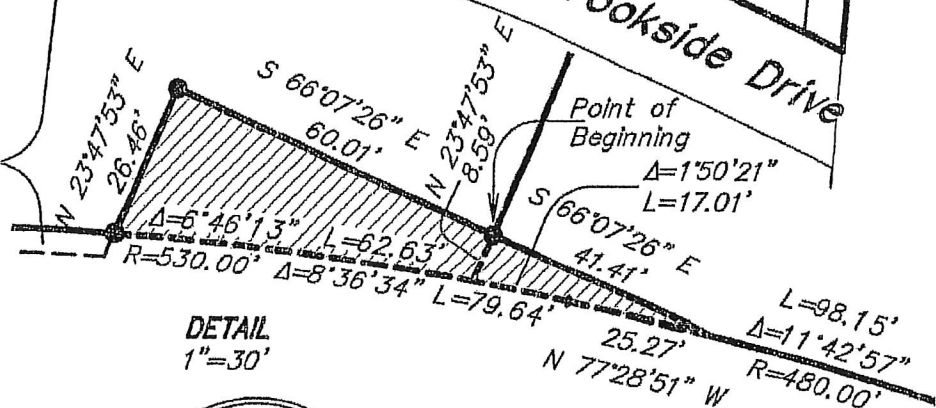 ookside Drive
N 23°47'53" E
26.46'
S 66°07'26" E
60.01'
N 23°47'53" E
8.59'
Point of
Beginning
Δ=1°50'21"
L=17.01'
S 66°07'26" E
41.41'
Δ=6°46'13"
L=62.63'
R=530.00'
Δ=8°36'34"
L=79.64'
25.27'
N 77°28'51" W
L=98.15'
Δ=11°42'57"
R=480.00'
DETAIL
1"=30'